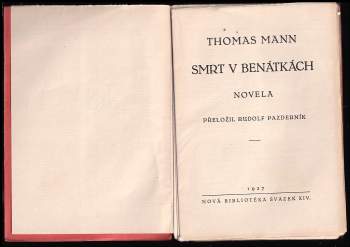 THOMAS MANN
SMRT V BENÁTKÁCH
NOVELA
PŘELOŽIL RUDOLF PAZDERNÍK
1927
NOVÁ BIBLIOTÉKA SVAZEK XIV.